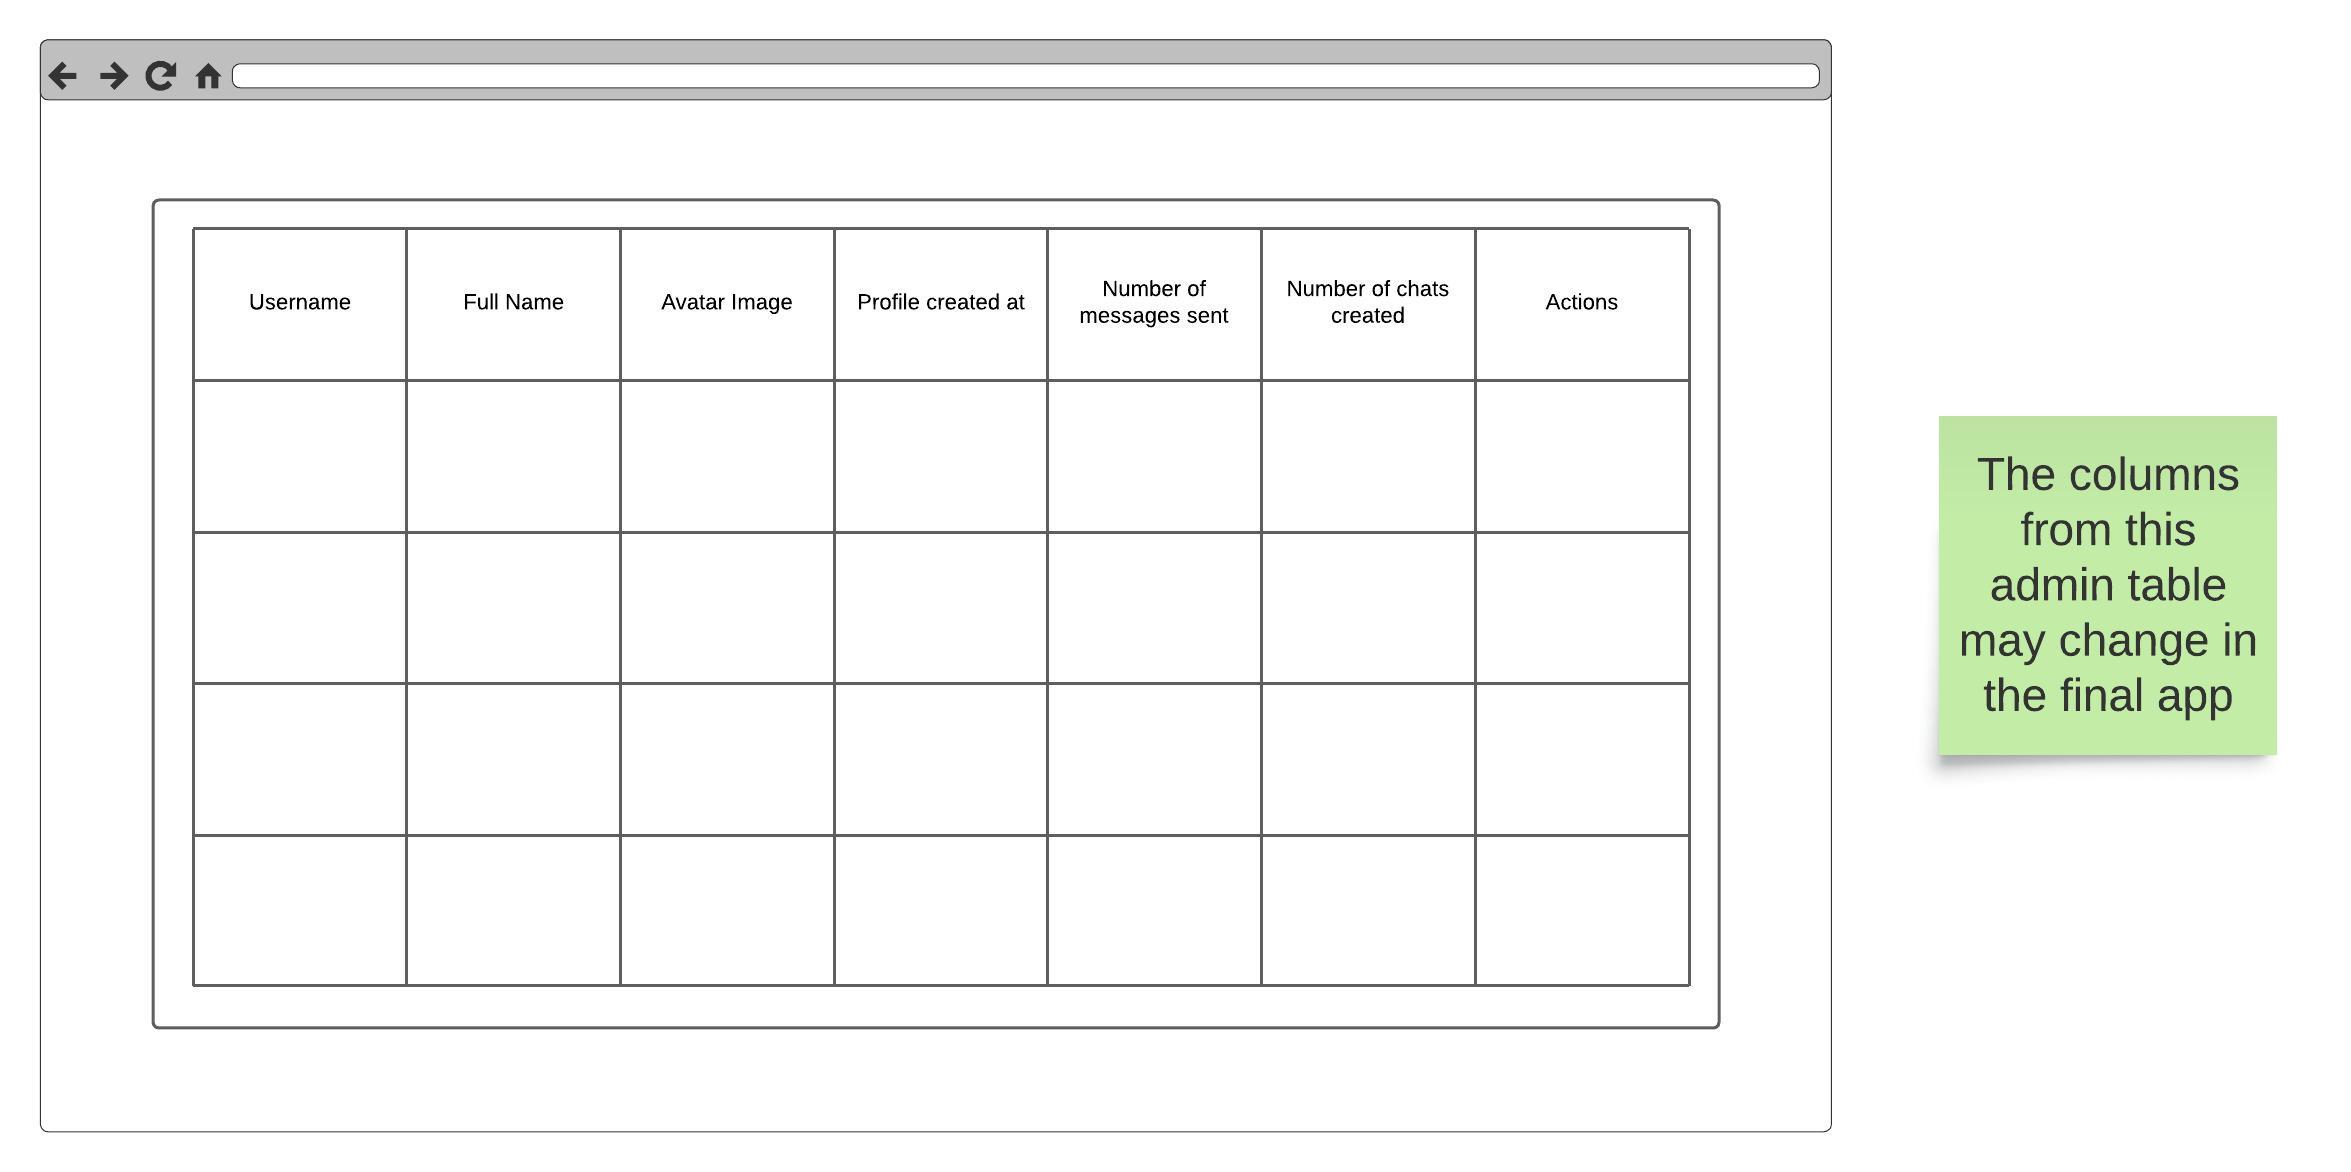 Username
Full Name
Avatar Image
Profile created at
Number of
messages sent
Number of chats
created
Actions
The columns
from this
admin table
may change in
the final app